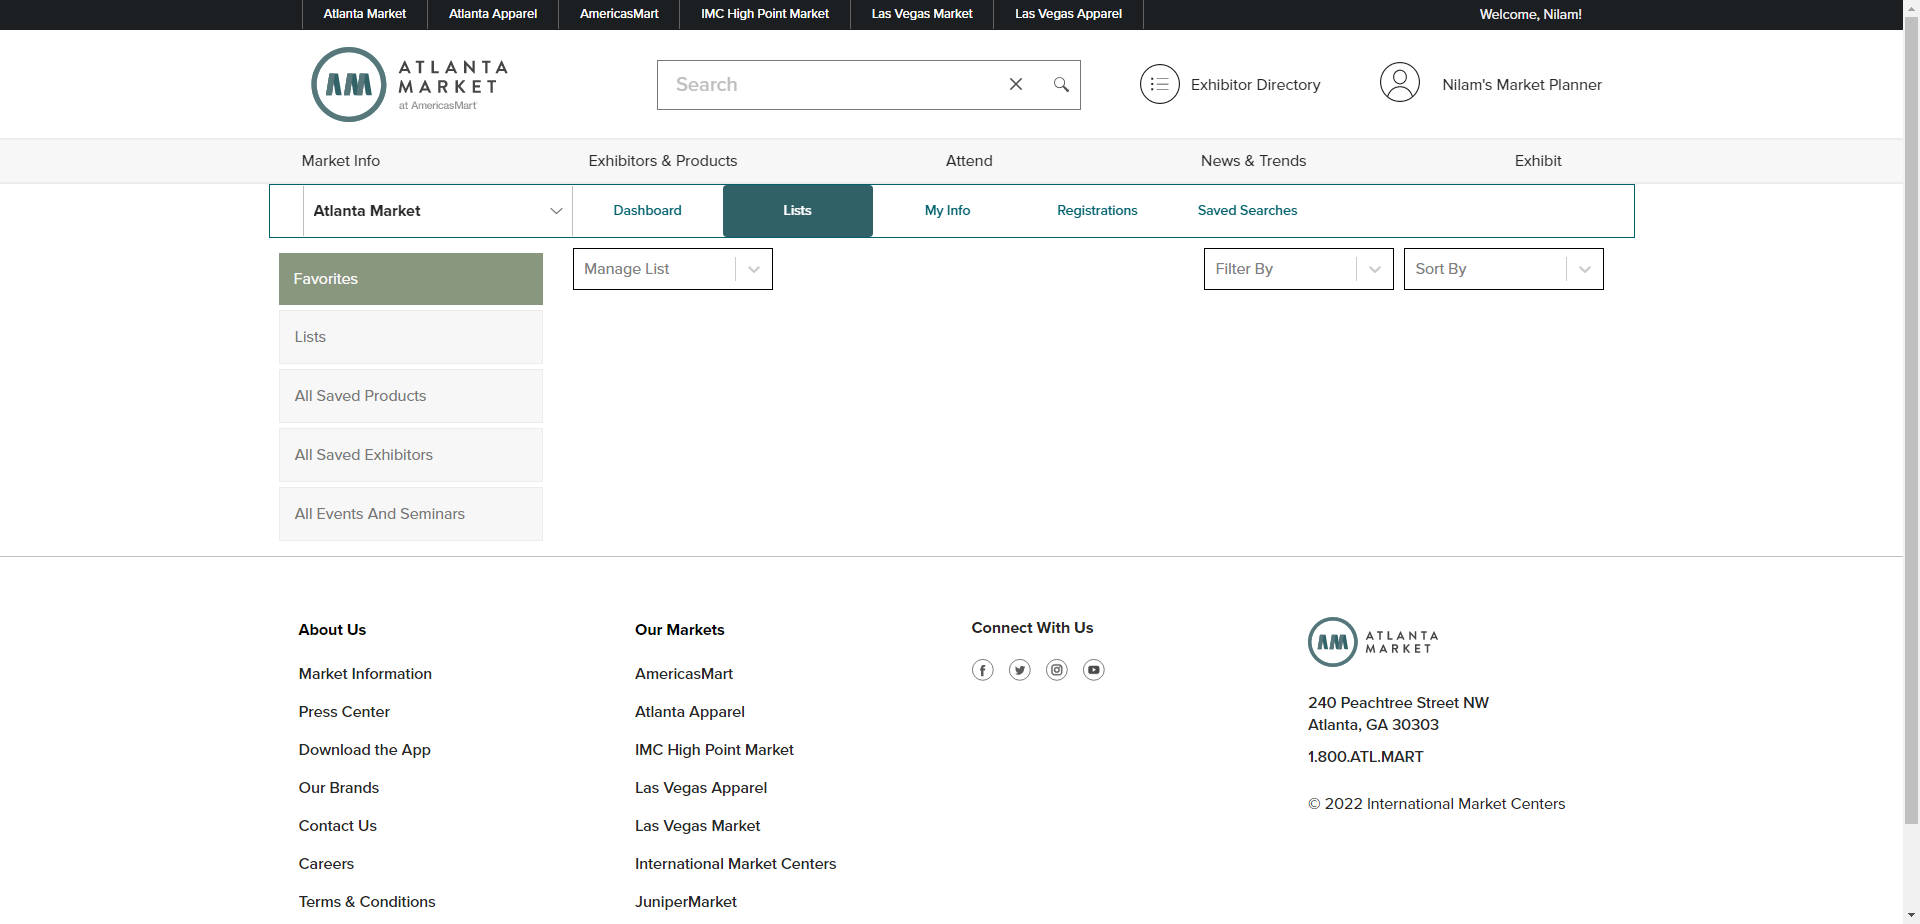 Atlanta Market Atlanta Apparel AmericasMart IMC High Point Market Las Vegas Market Las Vegas Apparel Welcome, Nilam!
AM ATLANTA MARKET at AmericasMart
Search
Exhibitor Directory
Nilam's Market Planner
Market Info Exhibitors & Products Attend News & Trends Exhibit
Atlanta Market Dashboard Lists My Info Registrations Saved Searches
Favorites
Manage List
Filter By
Sort By
Lists
All Saved Products
All Saved Exhibitors
All Events And Seminars
About Us
Market Information
Press Center
Download the App
Our Brands
Contact Us
Careers
Terms & Conditions
Our Markets
AmericasMart
Atlanta Apparel
IMC High Point Market
Las Vegas Apparel
Las Vegas Market
International Market Centers
JuniperMarket
Connect With Us
AM ATLANTA MARKET
240 Peachtree Street NW
Atlanta, GA 30303
1.800.ATL.MART
© 2022 International Market Centers